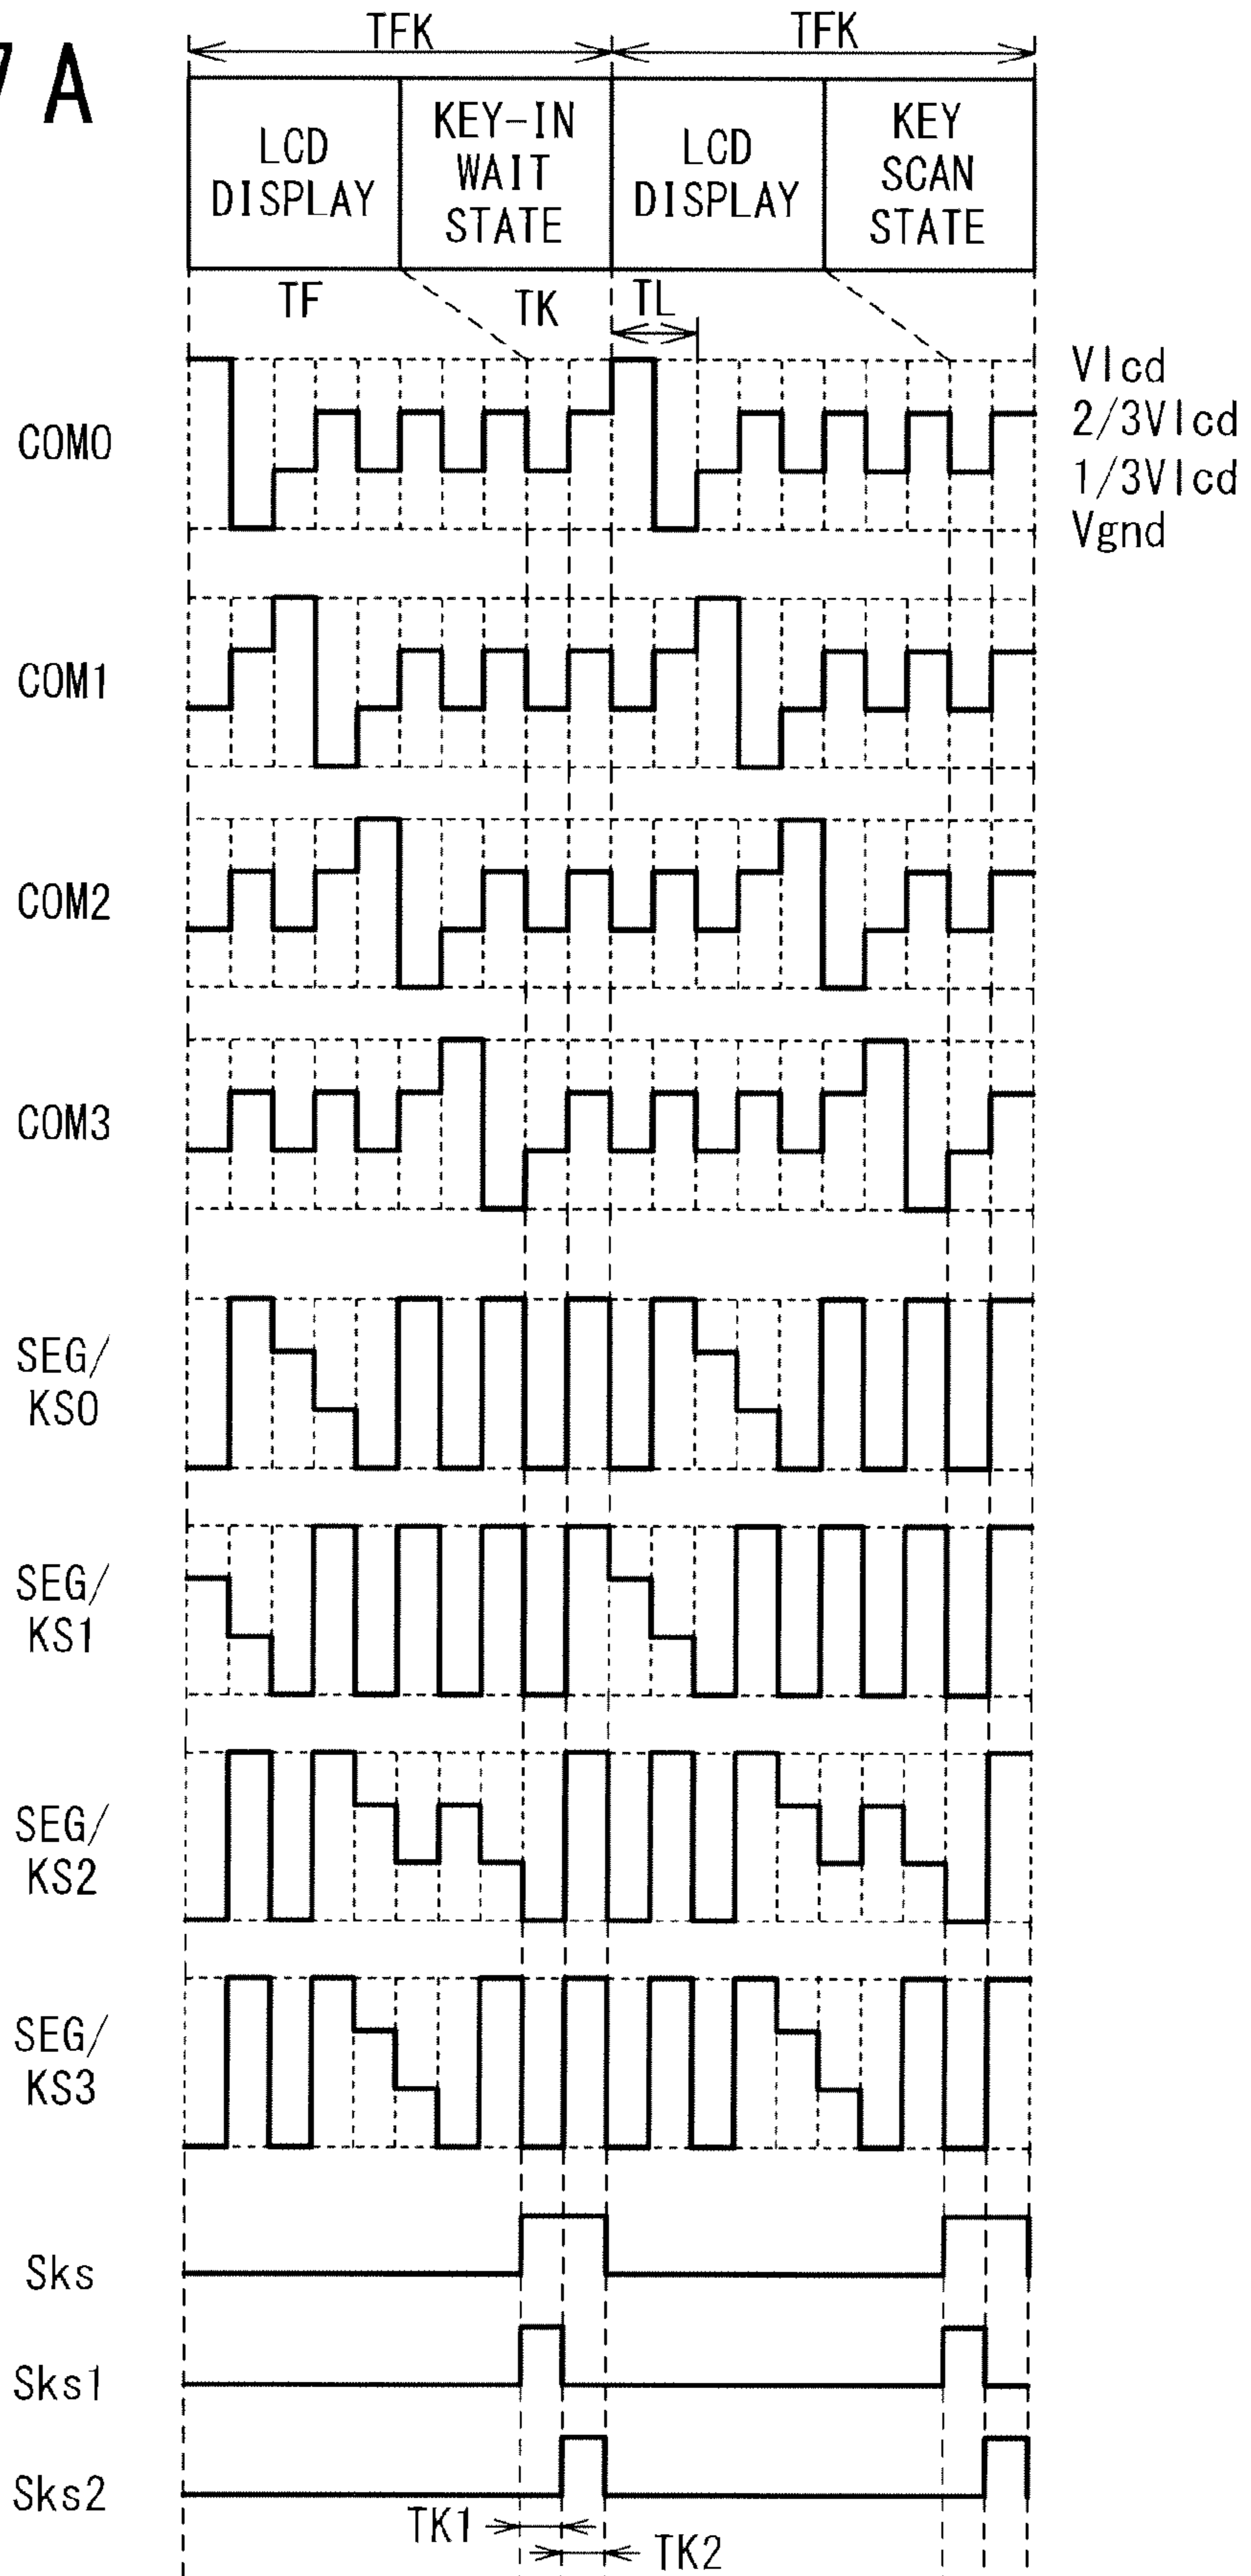 7 A
TFK TFK
LCD DISPLAY
KEY-IN WAIT STATE
LCD DISPLAY
KEY SCAN STATE
TF TK TL
COM0
Vlcd
2/3Vlcd
1/3Vlcd
Vgnd
COM1
COM2
COM3
SEG/
KS0
SEG/
KS1
SEG/
KS2
SEG/
KS3
Sks
Sks1
Sks2
TK1
TK2